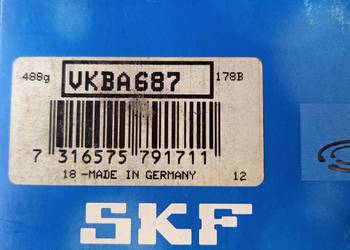 488g VKBA687 178B
7 316575 791711
18 -MADE IN GERMANY 12
SKF